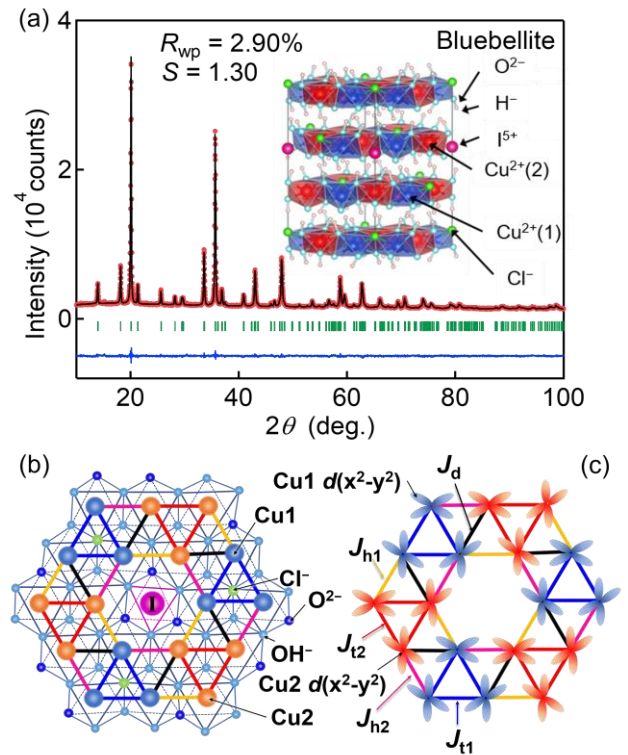 (a)
R_wp = 2.90%
S = 1.30
Bluebellite
O²⁻
H⁻
I⁵⁺
Cu²⁺(2)
Cu²⁺(1)
Cl⁻
Intensity (10⁴ counts)
4
2
0
20 40 60 80 100
2θ (deg.)
(b)
Cu1
Cl⁻
I
O²⁻
OH⁻
Cu2
(c)
Cu1 d(x²-y²)
J_d
J_h1
J_t2
Cu2 d(x²-y²)
J_h2
J_t1